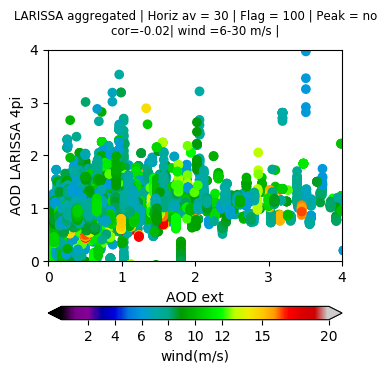 LARISSA aggregated | Horiz av = 30 | Flag = 100 | Peak = no
cor=-0.02| wind =6-30 m/s |
4
3
2
1
0
AOD LARISSA 4pi
0 1 2 3 4
AOD ext
2 4 6 8 10 12 15 20
wind(m/s)